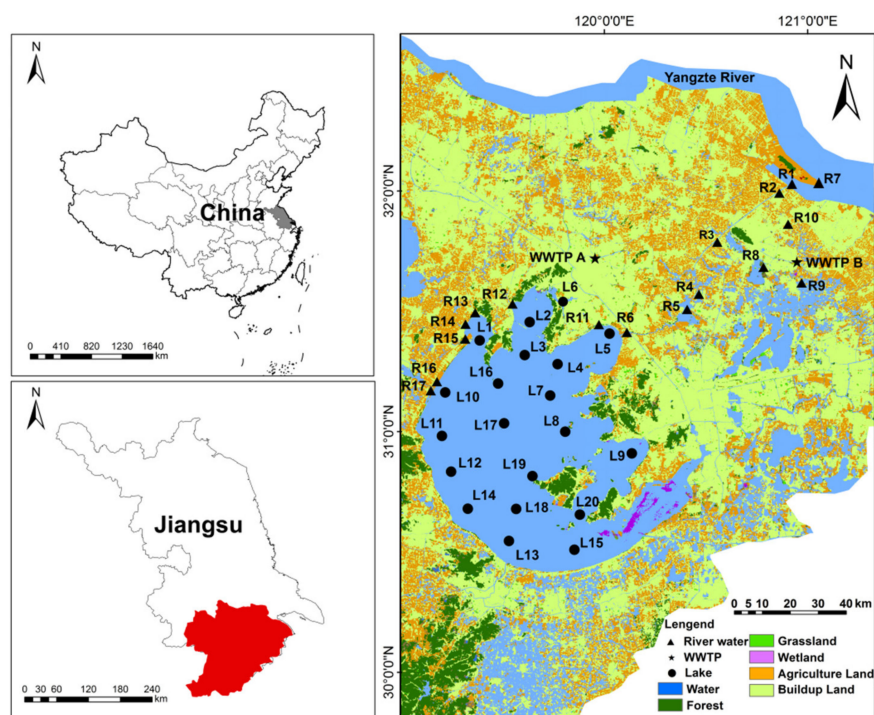 N
China
0 410 820 1230 1640
km
N
Jiangsu
0 30 60 120 180 240
km
120°0'0"E 121°0'0"E
32°0'0"N
31°0'0"N
30°0'0"N
Yangzte River
N
R1
R7
R2
R10
R3
WWTP A
R8
WWTP B
R9
R4
R5
L6
R12
R13
L2
R11
R6
R14
L1
L5
R15
L3
L4
R16
L16
R17
L10
L7
L17
L8
L11
L9
L12
L19
L14
L18
L20
L13
L15
0 5 10 20 30 40
km
Lengend
River water
WWTP
Lake
Water
Forest
Grassland
Wetland
Agriculture Land
Buildup Land